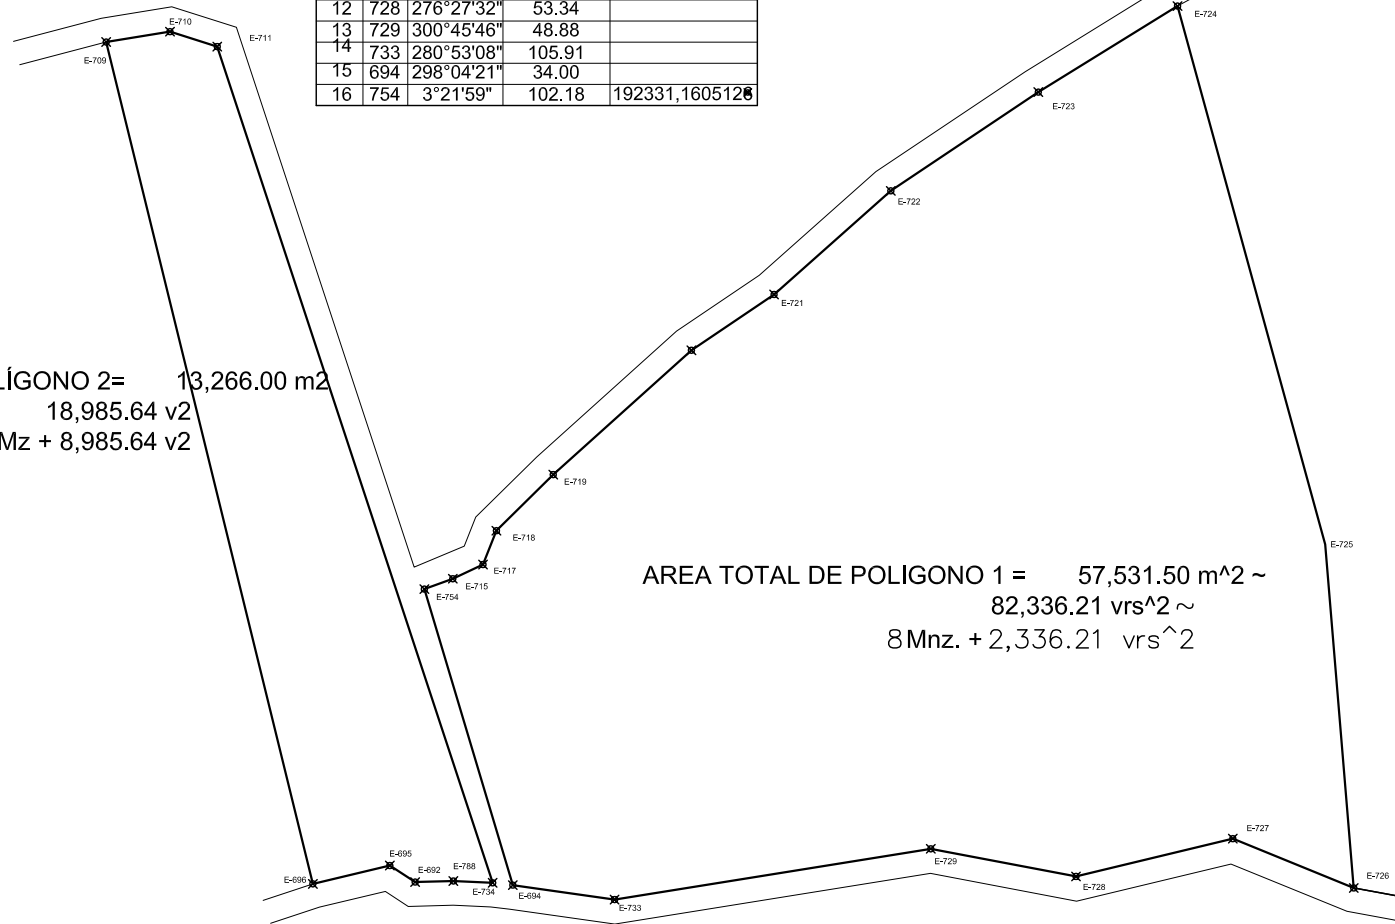 12 728 276°27'32" 53.34
13 729 300°45'46" 48.88
14 733 280°53'08" 105.91
15 694 298°04'21" 34.00
16 754 3°21'59" 102.18
E-710
E-711
E-709
E-724
E-723
E-722
E-721
LÍGONO 2= 13,266.00 m2
18,985.64 v2
Mz + 8,985.64 v2
E-719
E-718
E-717
E-715
E-754
E-725
AREA TOTAL DE POLIGONO 1 = 57,531.50 m^2 ~
82,336.21 vrs^2 ~
8 Mnz. + 2,336.21 vrs^2
E-727
E-729
E-695
E-692
E-788
E-696
E-734
E-694
E-728
E-726
E-733